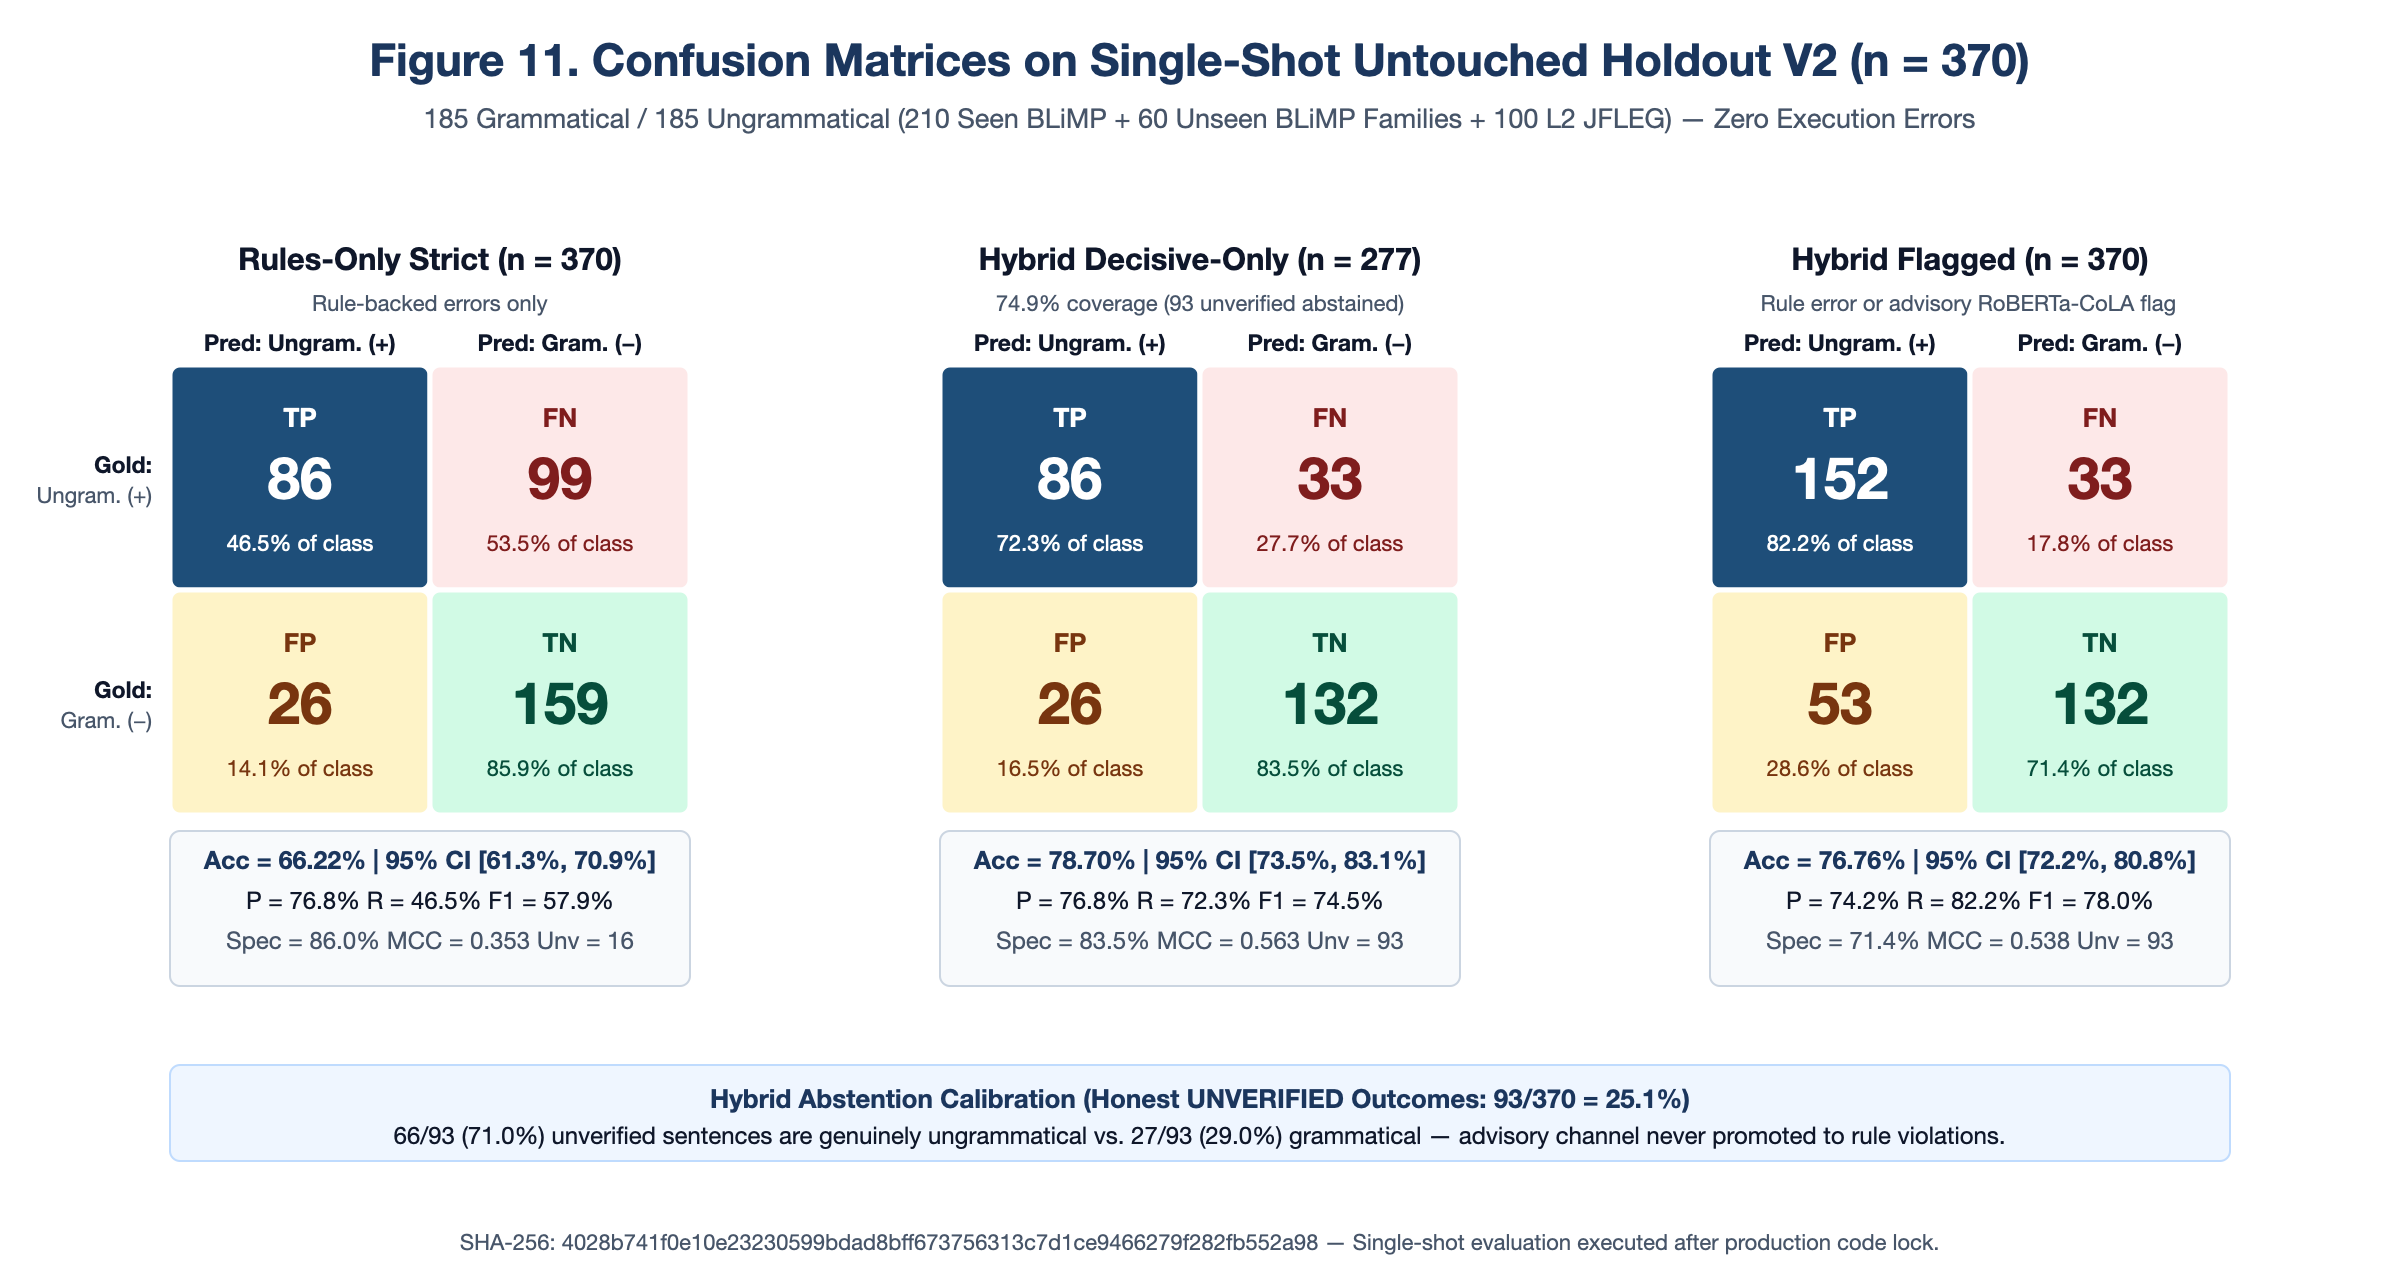 Figure 11. Confusion Matrices on Single-Shot Untouched Holdout V2 (n = 370)
185 Grammatical / 185 Ungrammatical (210 Seen BLiMP + 60 Unseen BLiMP Families + 100 L2 JFLEG) — Zero Execution Errors
Rules-Only Strict (n = 370)
Rule-backed errors only
Pred: Ungram. (+) Pred: Gram. (–)
Gold:
Ungram. (+)
TP
86
46.5% of class
FN
99
53.5% of class
Gold:
Gram. (–)
FP
26
14.1% of class
TN
159
85.9% of class
Acc = 66.22% | 95% CI [61.3%, 70.9%]
P = 76.8% R = 46.5% F1 = 57.9%
Spec = 86.0% MCC = 0.353 Unv = 16
Hybrid Decisive-Only (n = 277)
74.9% coverage (93 unverified abstained)
Pred: Ungram. (+) Pred: Gram. (–)
TP
86
72.3% of class
FN
33
27.7% of class
FP
26
16.5% of class
TN
132
83.5% of class
Acc = 78.70% | 95% CI [73.5%, 83.1%]
P = 76.8% R = 72.3% F1 = 74.5%
Spec = 83.5% MCC = 0.563 Unv = 93
Hybrid Flagged (n = 370)
Rule error or advisory RoBERTa-CoLA flag
Pred: Ungram. (+) Pred: Gram. (–)
TP
152
82.2% of class
FN
33
17.8% of class
FP
53
28.6% of class
TN
132
71.4% of class
Acc = 76.76% | 95% CI [72.2%, 80.8%]
P = 74.2% R = 82.2% F1 = 78.0%
Spec = 71.4% MCC = 0.538 Unv = 93
Hybrid Abstention Calibration (Honest UNVERIFIED Outcomes: 93/370 = 25.1%)
66/93 (71.0%) unverified sentences are genuinely ungrammatical vs. 27/93 (29.0%) grammatical — advisory channel never promoted to rule violations.
SHA-256: 4028b741f0e10e23230599bdad8bff673756313c7d1ce9466279f282fb552a98 — Single-shot evaluation executed after production code lock.